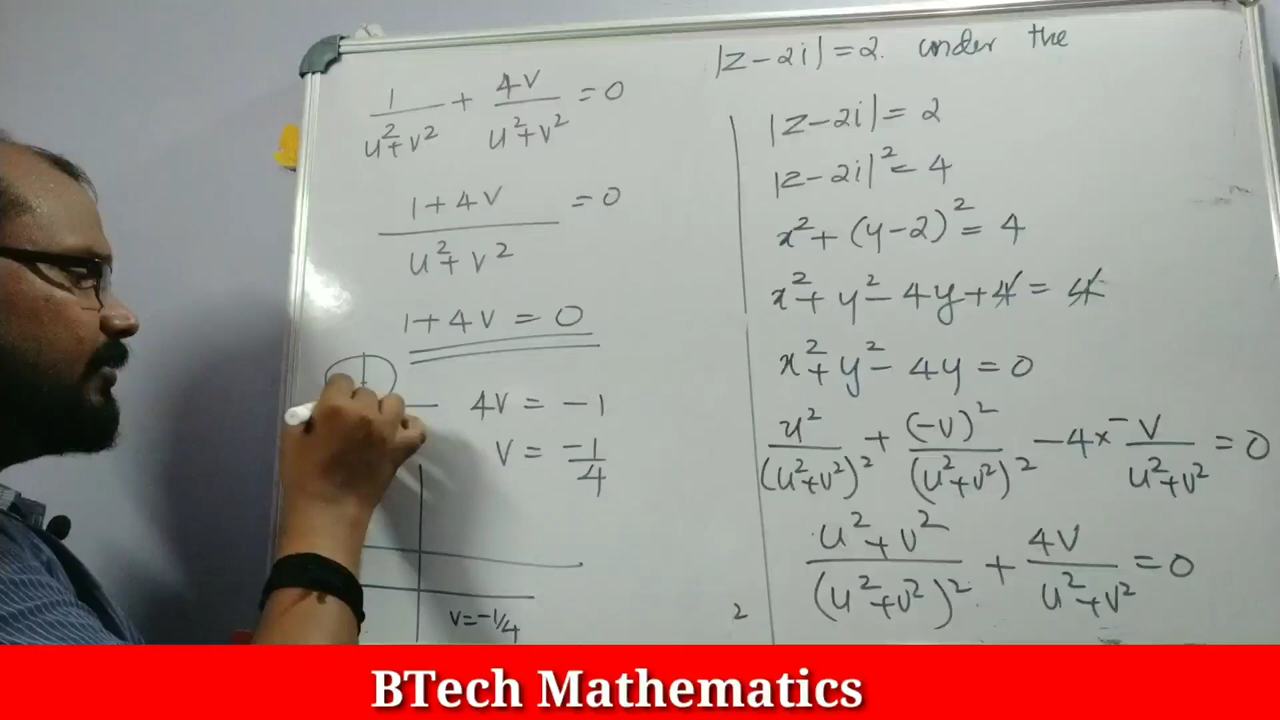 |z-2i| = 2. under the
|z-2i| = 2
|z-2i|² = 4
x² + (y-2)² = 4
x² + y² - 4y + 4 = 4
x² + y² - 4y = 0
u²/(u²+v²)² + (-v)²/(u²+v²)² - 4 × -v/(u²+v²) = 0
(u²+v²)/(u²+v²)² + 4v/(u²+v²) = 0
2
1/(u²+v²) + 4v/(u²+v²) = 0
(1+4v)/(u²+v²) = 0
1+4v = 0
4v = -1
v = -1/4
v=-1/4
BTech Mathematics